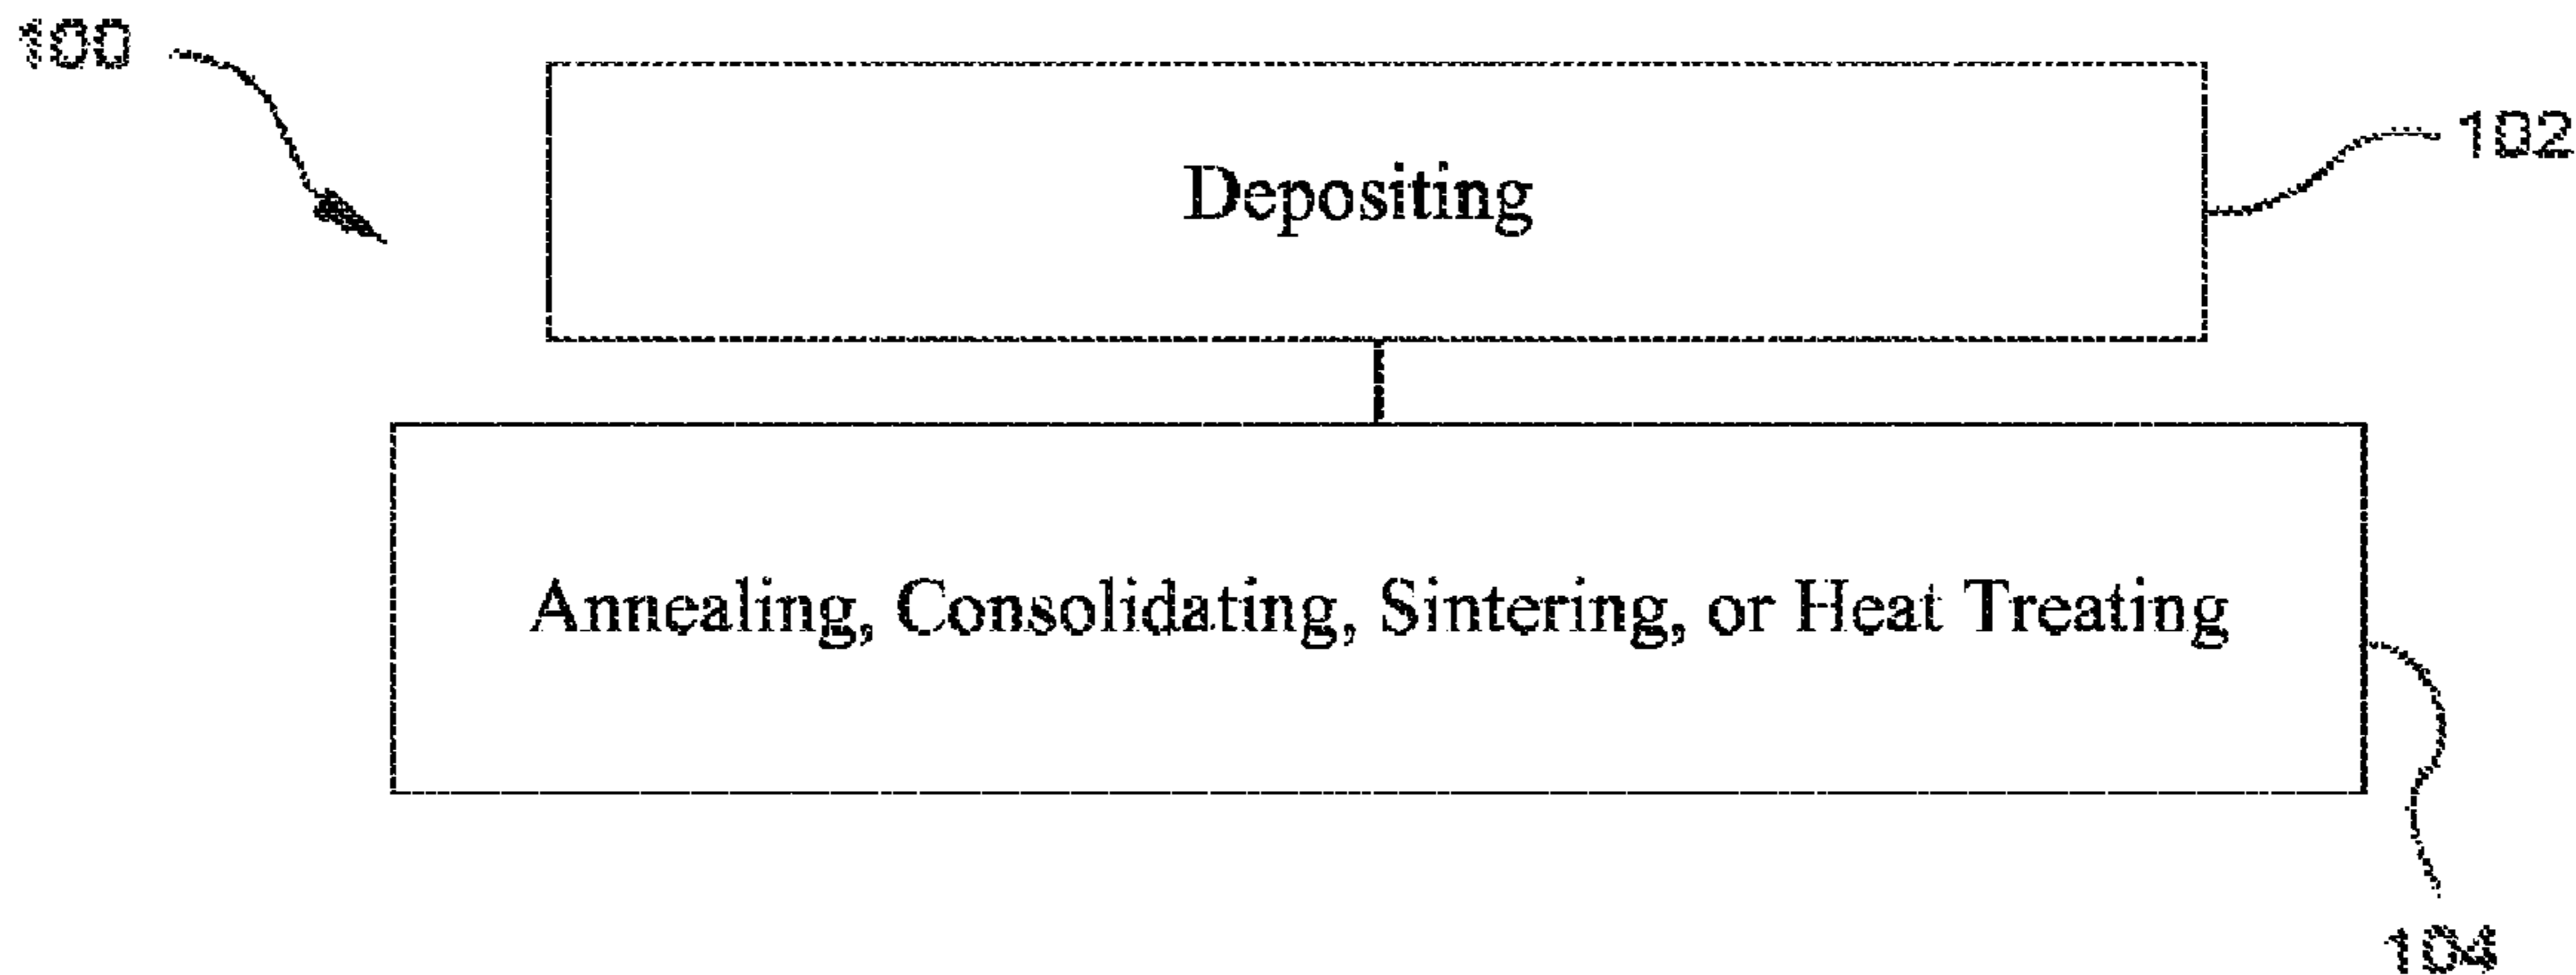 100
Depositing
102
Annealing, Consolidating, Sintering, or Heat Treating
104